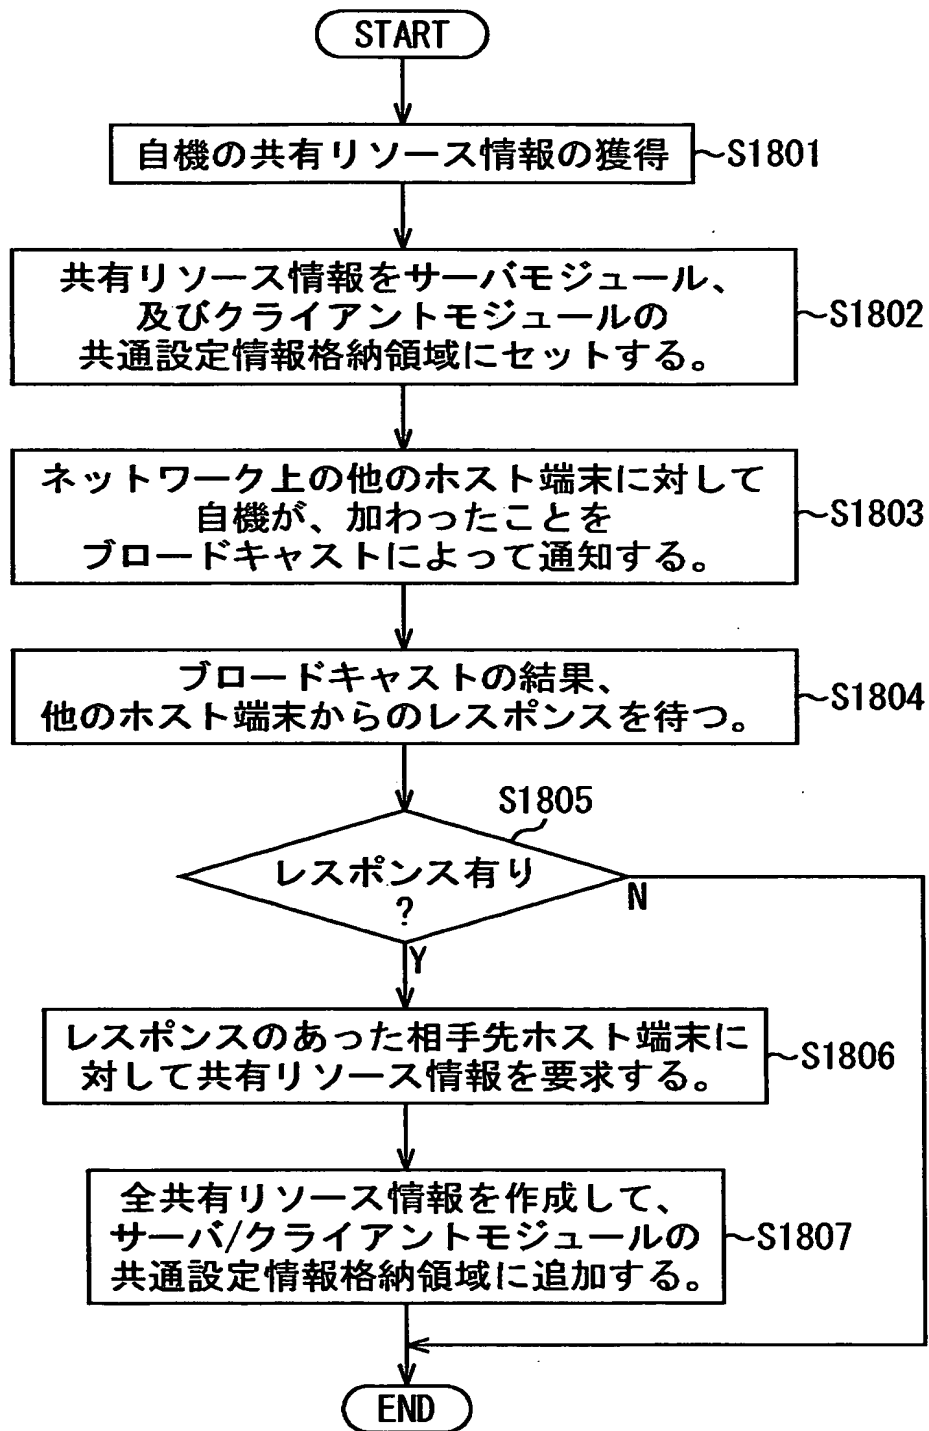 START
自機の共有リソース情報の獲得
S1801
共有リソース情報をサーバモジュール、
及びクライアントモジュールの
共通設定情報格納領域にセットする。
S1802
ネットワーク上の他のホスト端末に対して
自機が、加わったことを
ブロードキャストによって通知する。
S1803
ブロードキャストの結果、
他のホスト端末からのレスポンスを待つ。
S1804
S1805
レスポンス有り
?
N
Y
レスポンスのあった相手先ホスト端末に
対して共有リソース情報を要求する。
S1806
全共有リソース情報を作成して、
サーバ/クライアントモジュールの
共通設定情報格納領域に追加する。
S1807
END